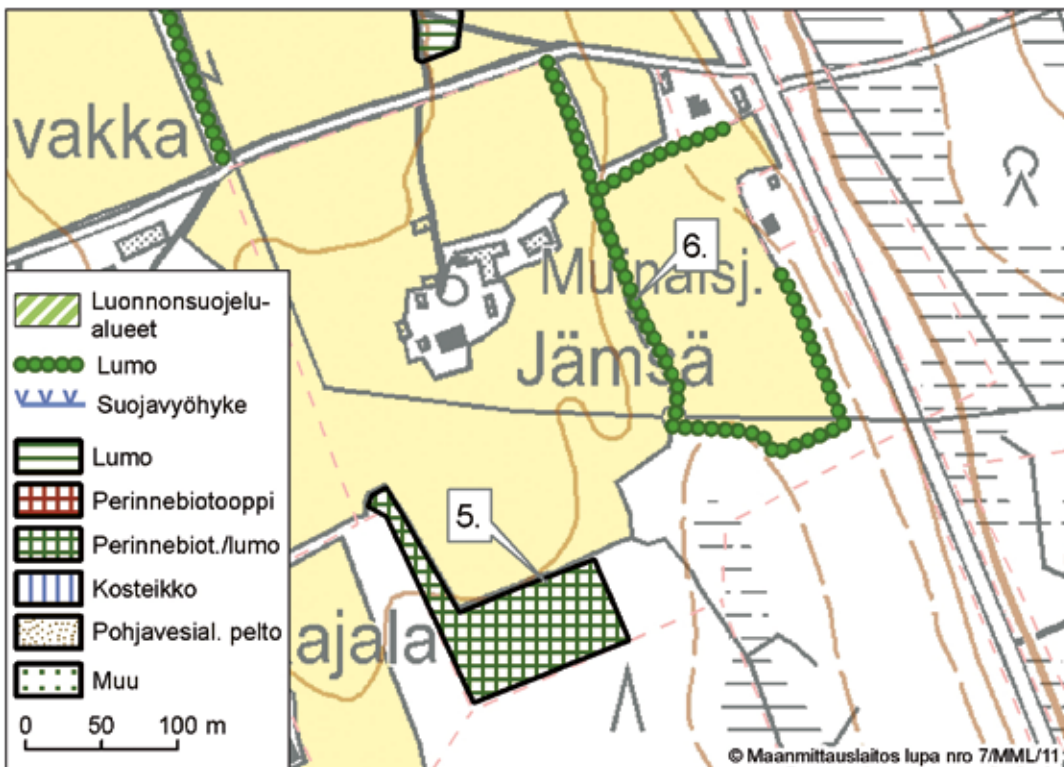 vakka
6.
Muinaisj.
Jämsä
5.
ajala
Luonnonsuojelu-
alueet
Lumo
Suojavyöhyke
Lumo
Perinnebiotooppi
Perinnebiot./lumo
Kosteikko
Pohjavesial. pelto
Muu
0 50 100 m
© Maanmittauslaitos lupa nro 7/MML/11